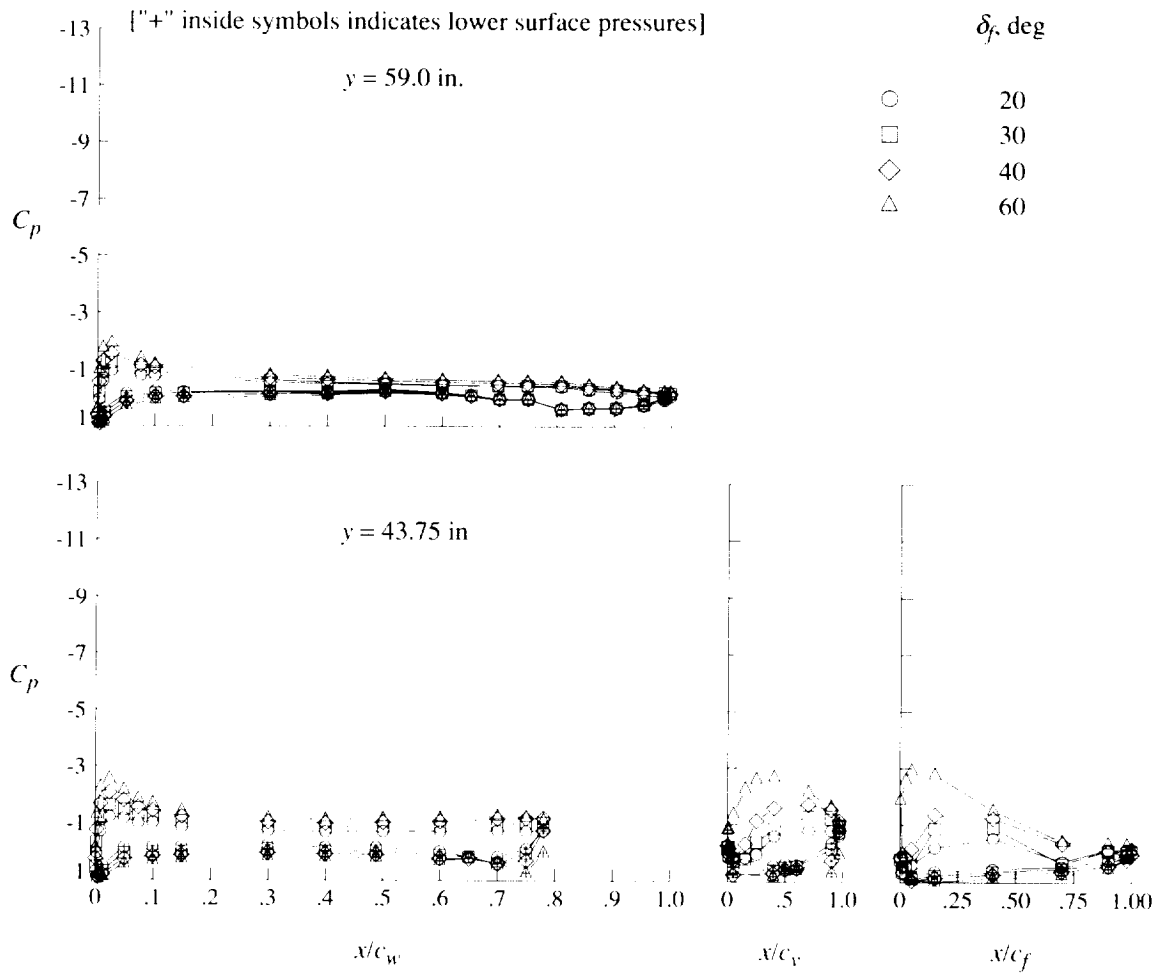 ["+" inside symbols indicates lower surface pressures]
δf, deg
20
30
40
60
y = 59.0 in.
Cp
-13
-11
-9
-7
-5
-3
-1
1
y = 43.75 in
Cp
-13
-11
-9
-7
-5
-3
-1
1
0 .1 .2 .3 .4 .5 .6 .7 .8 .9 1.0
x/cw
0 .5 1.0
x/cv
0 .25 .50 .75 1.00
x/cf